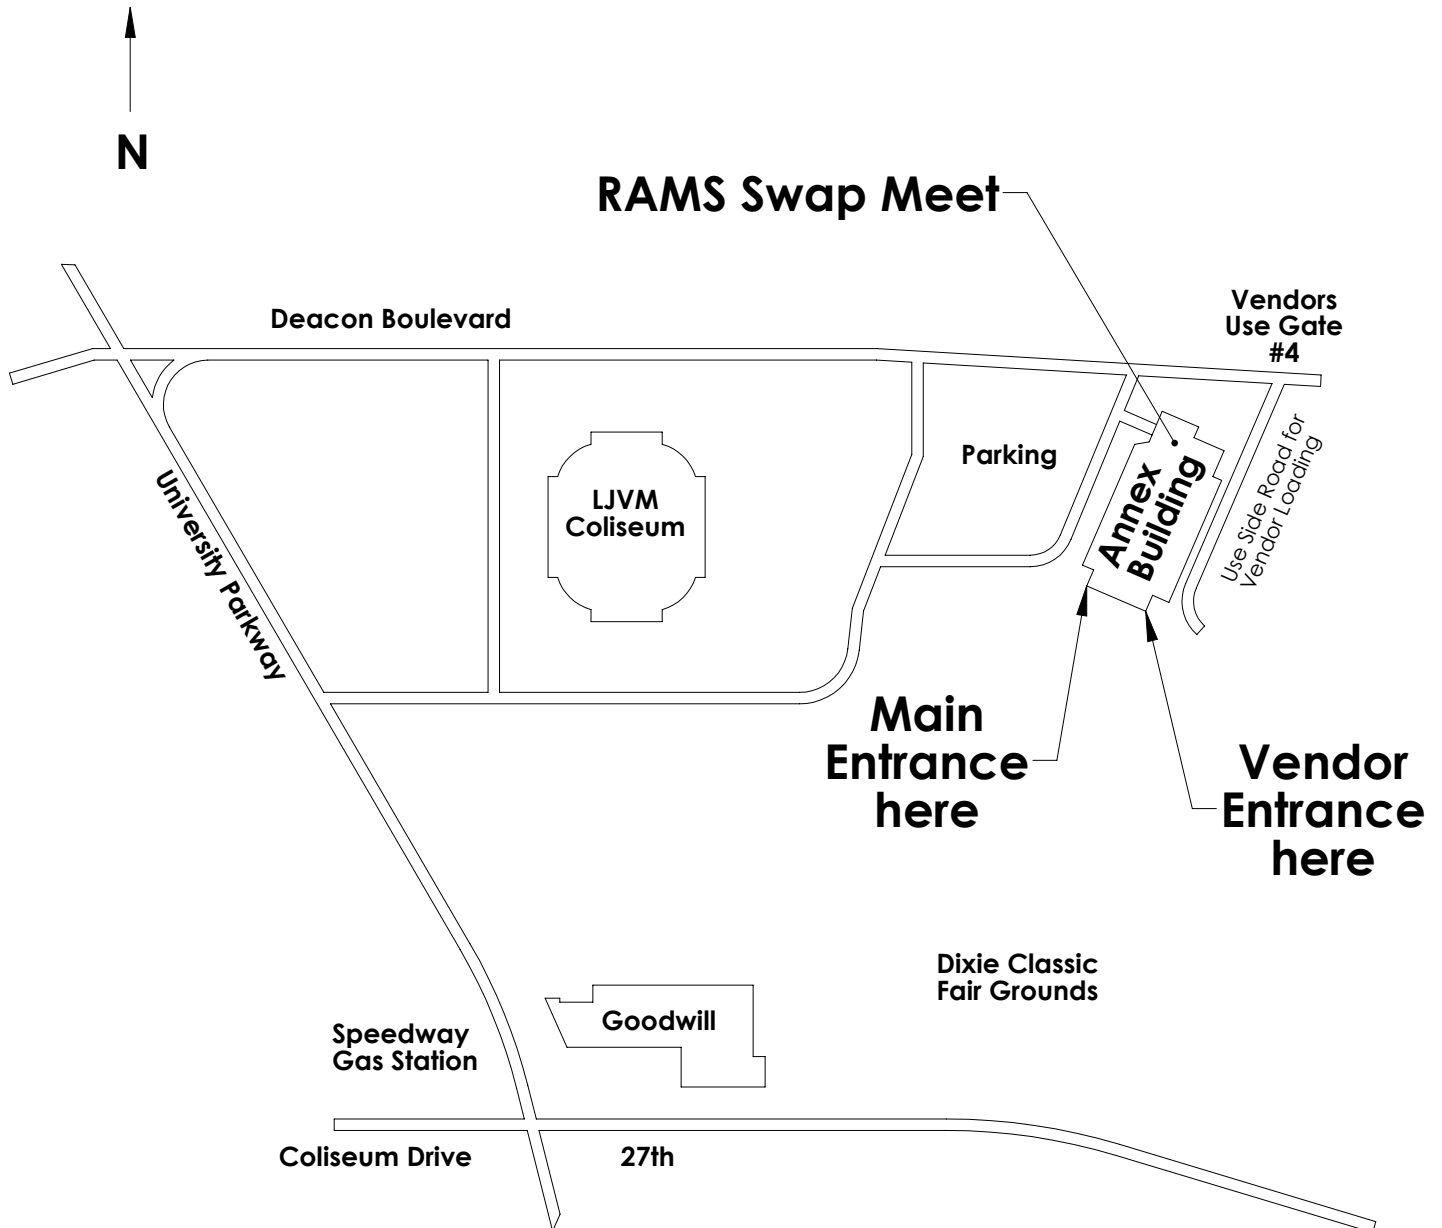 N
RAMS Swap Meet
Deacon Boulevard
Vendors
Use Gate
#4
Parking
LJVM
Coliseum
Annex
Building
Use Side Road for
Vendor Loading
University Parkway
Main
Entrance
here
Vendor
Entrance
here
Dixie Classic
Fair Grounds
Goodwill
Speedway
Gas Station
Coliseum Drive
27th